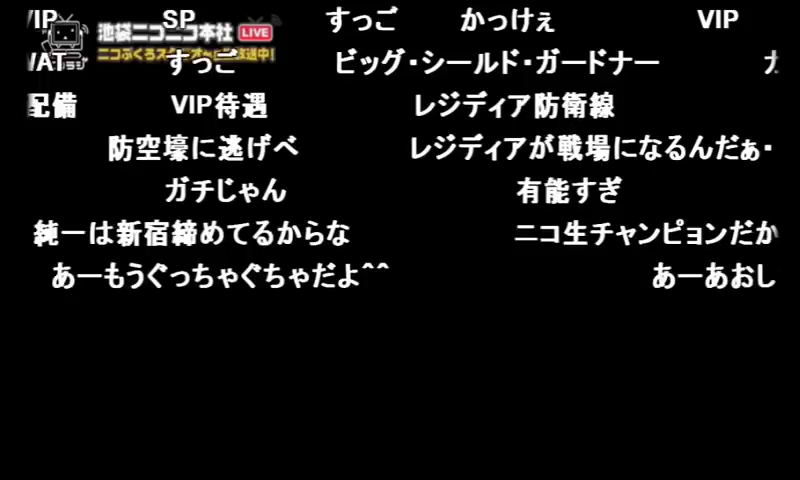 VIP SP すっご かっけぇ VIP
池袋ニコニコ本社 LIVE
WAT すっご ビッグ・シールド・ガードナー
配備 VIP待遇 レジディア防衛線
防空壕に逃げべ レジディアが戦場になるんだぁ・
ガチじゃん 有能すぎ
純一は新宿締めてるからな ニコ生チャンピョンだか
あーもうぐっちゃぐちゃだよ^^ あーあおし